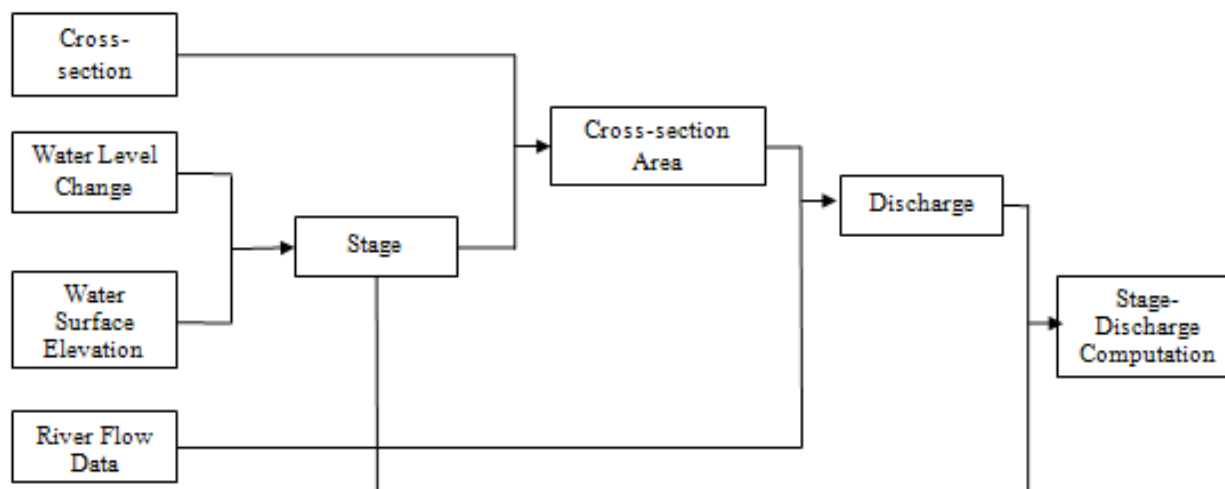 Cross-
section
Water Level
Change
Water
Surface
Elevation
River Flow
Data
Stage
Cross-section
Area
Discharge
Stage-
Discharge
Computation